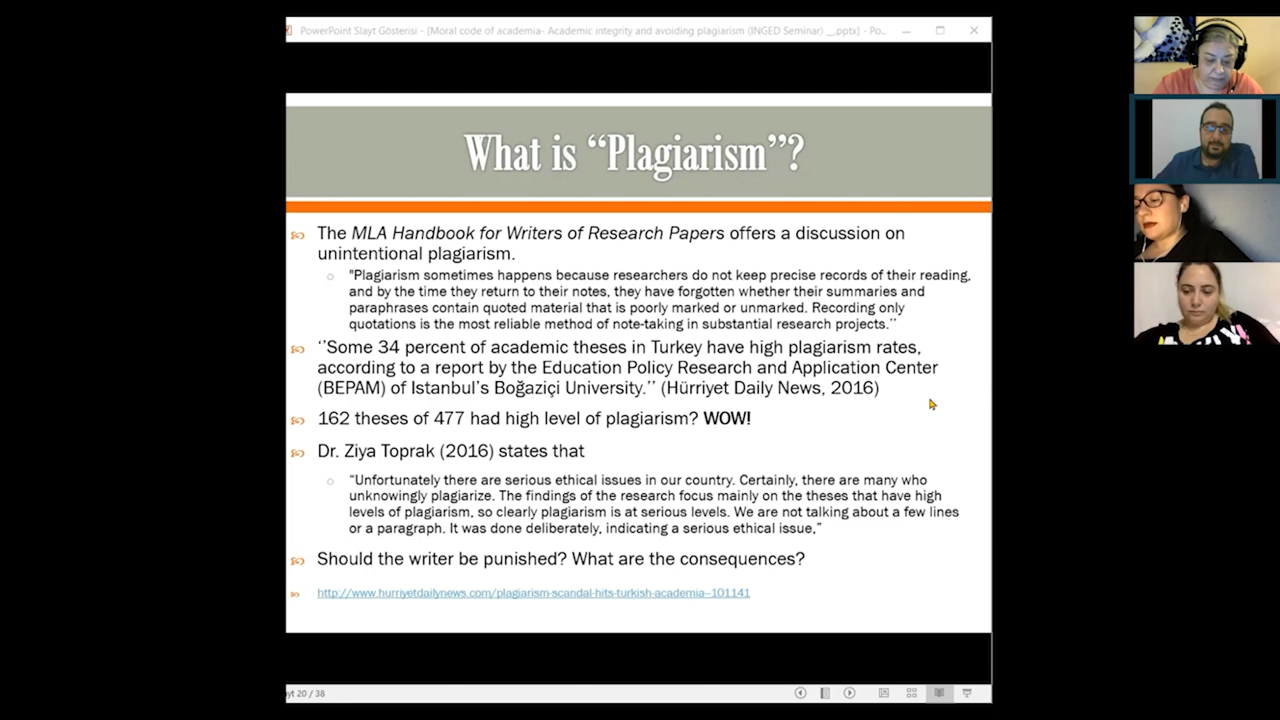 PowerPoint Slayt Gösterisi - [Moral code of academia- Academic integrity and avoiding plagiarism (INGED Seminar) __.pptx] - Po...
What is “Plagiarism”?
The MLA Handbook for Writers of Research Papers offers a discussion on
unintentional plagiarism.
"Plagiarism sometimes happens because researchers do not keep precise records of their reading,
and by the time they return to their notes, they have forgotten whether their summaries and
paraphrases contain quoted material that is poorly marked or unmarked. Recording only
quotations is the most reliable method of note-taking in substantial research projects.’’
‘’Some 34 percent of academic theses in Turkey have high plagiarism rates,
according to a report by the Education Policy Research and Application Center
(BEPAM) of Istanbul’s Boğaziçi University.’’ (Hürriyet Daily News, 2016)
162 theses of 477 had high level of plagiarism? WOW!
Dr. Ziya Toprak (2016) states that
“Unfortunately there are serious ethical issues in our country. Certainly, there are many who
unknowingly plagiarize. The findings of the research focus mainly on the theses that have high
levels of plagiarism, so clearly plagiarism is at serious levels. We are not talking about a few lines
or a paragraph. It was done deliberately, indicating a serious ethical issue,”
Should the writer be punished? What are the consequences?
http://www.hurriyetdailynews.com/plagiarism-scandal-hits-turkish-academia--101141
yt 20 / 38